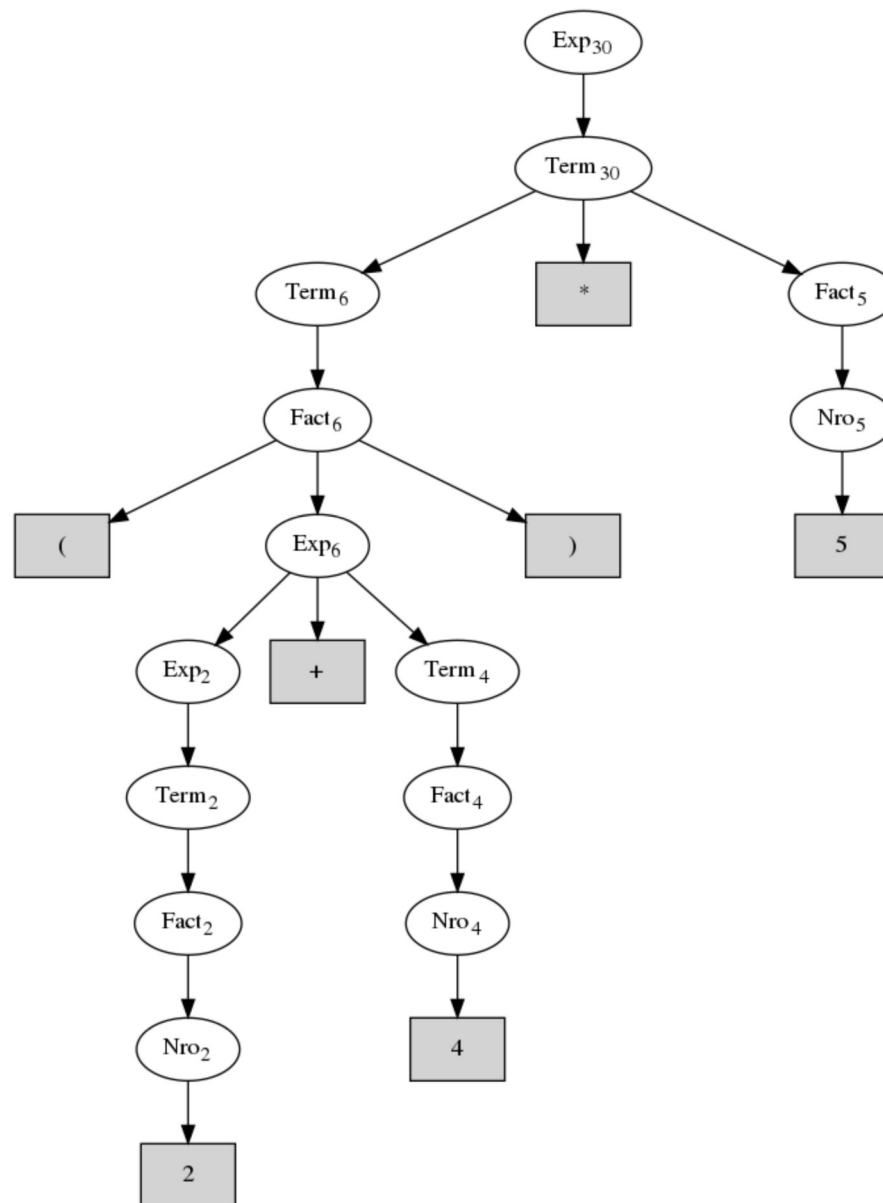 Exp₃₀
Term₃₀
Term₆ * Fact₅
Fact₆ Nro₅
( Exp₆ ) 5
Exp₂ + Term₄
Term₂ Fact₄
Fact₂ Nro₄
Nro₂ 4
2